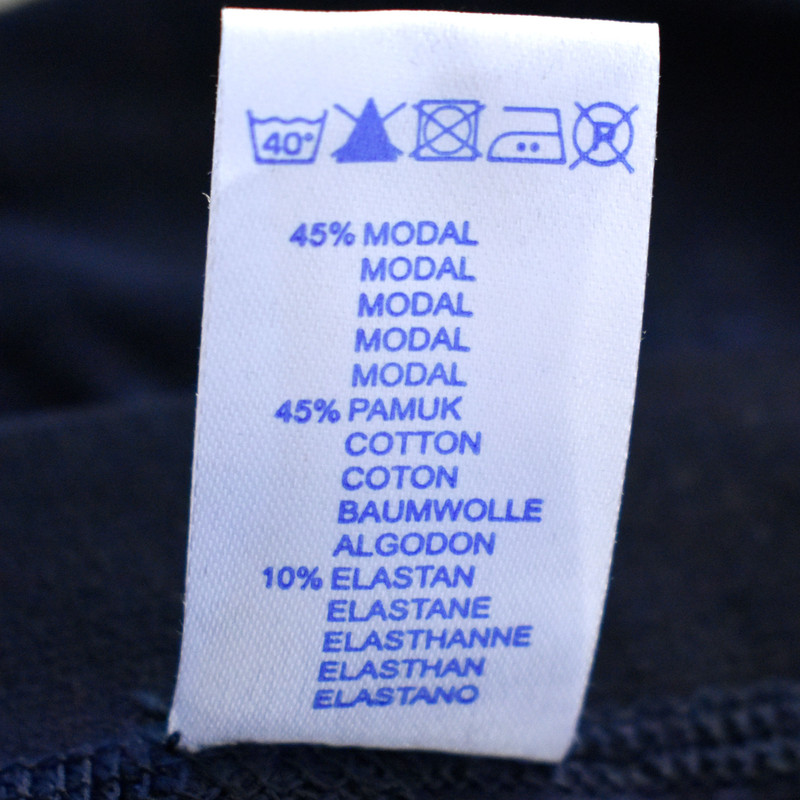 40° P
45% MODAL
MODAL
MODAL
MODAL
MODAL
45% PAMUK
COTTON
COTON
BAUMWOLLE
ALGODON
10% ELASTAN
ELASTANE
ELASTHANNE
ELASTHAN
ELASTANO